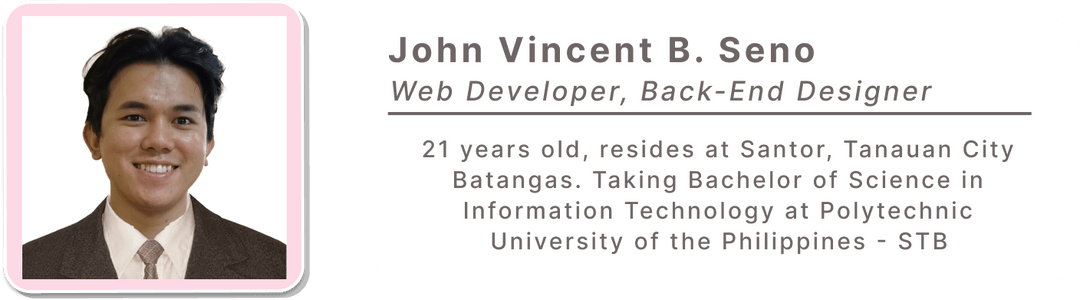 John Vincent B. Seno
Web Developer, Back-End Designer
21 years old, resides at Santor, Tanauan City
Batangas. Taking Bachelor of Science in
Information Technology at Polytechnic
University of the Philippines - STB